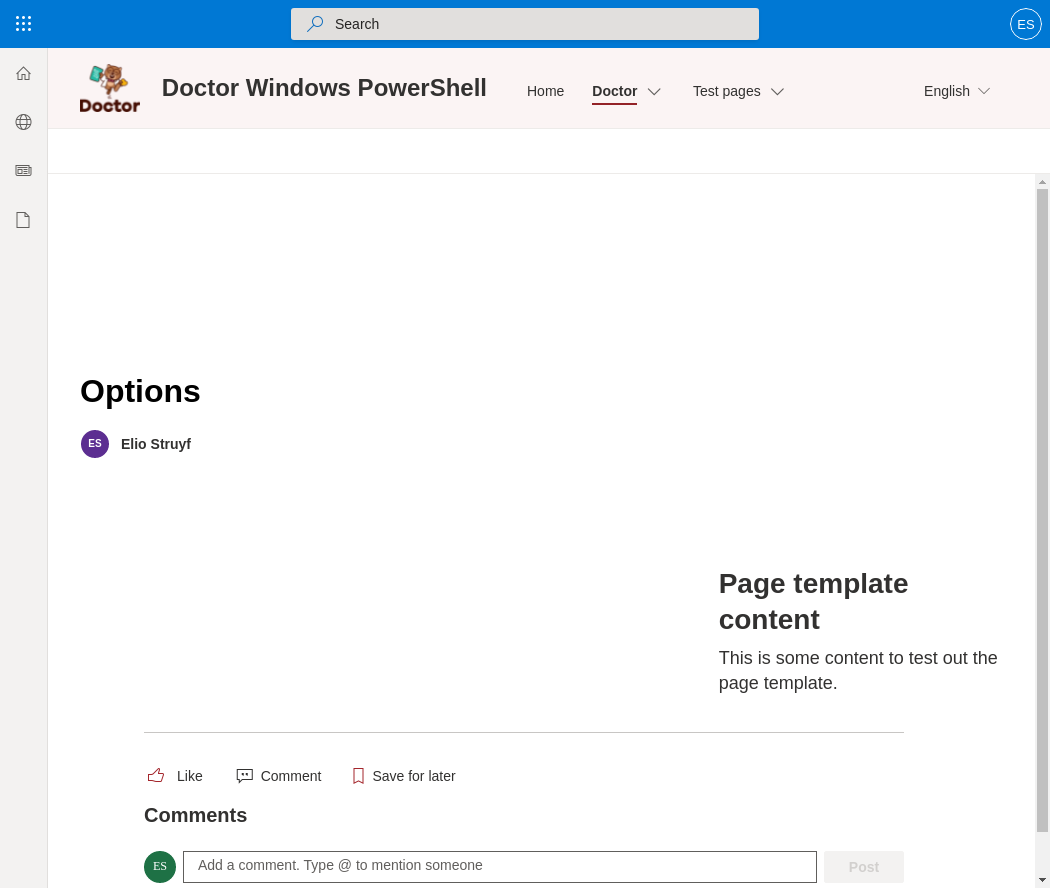 Search
ES
Doctor
Doctor Windows PowerShell
Home
Doctor
Test pages
English
Options
ES
Elio Struyf
Page template
content
This is some content to test out the
page template.
Like
Comment
Save for later
Comments
ES
Add a comment. Type @ to mention someone
Post